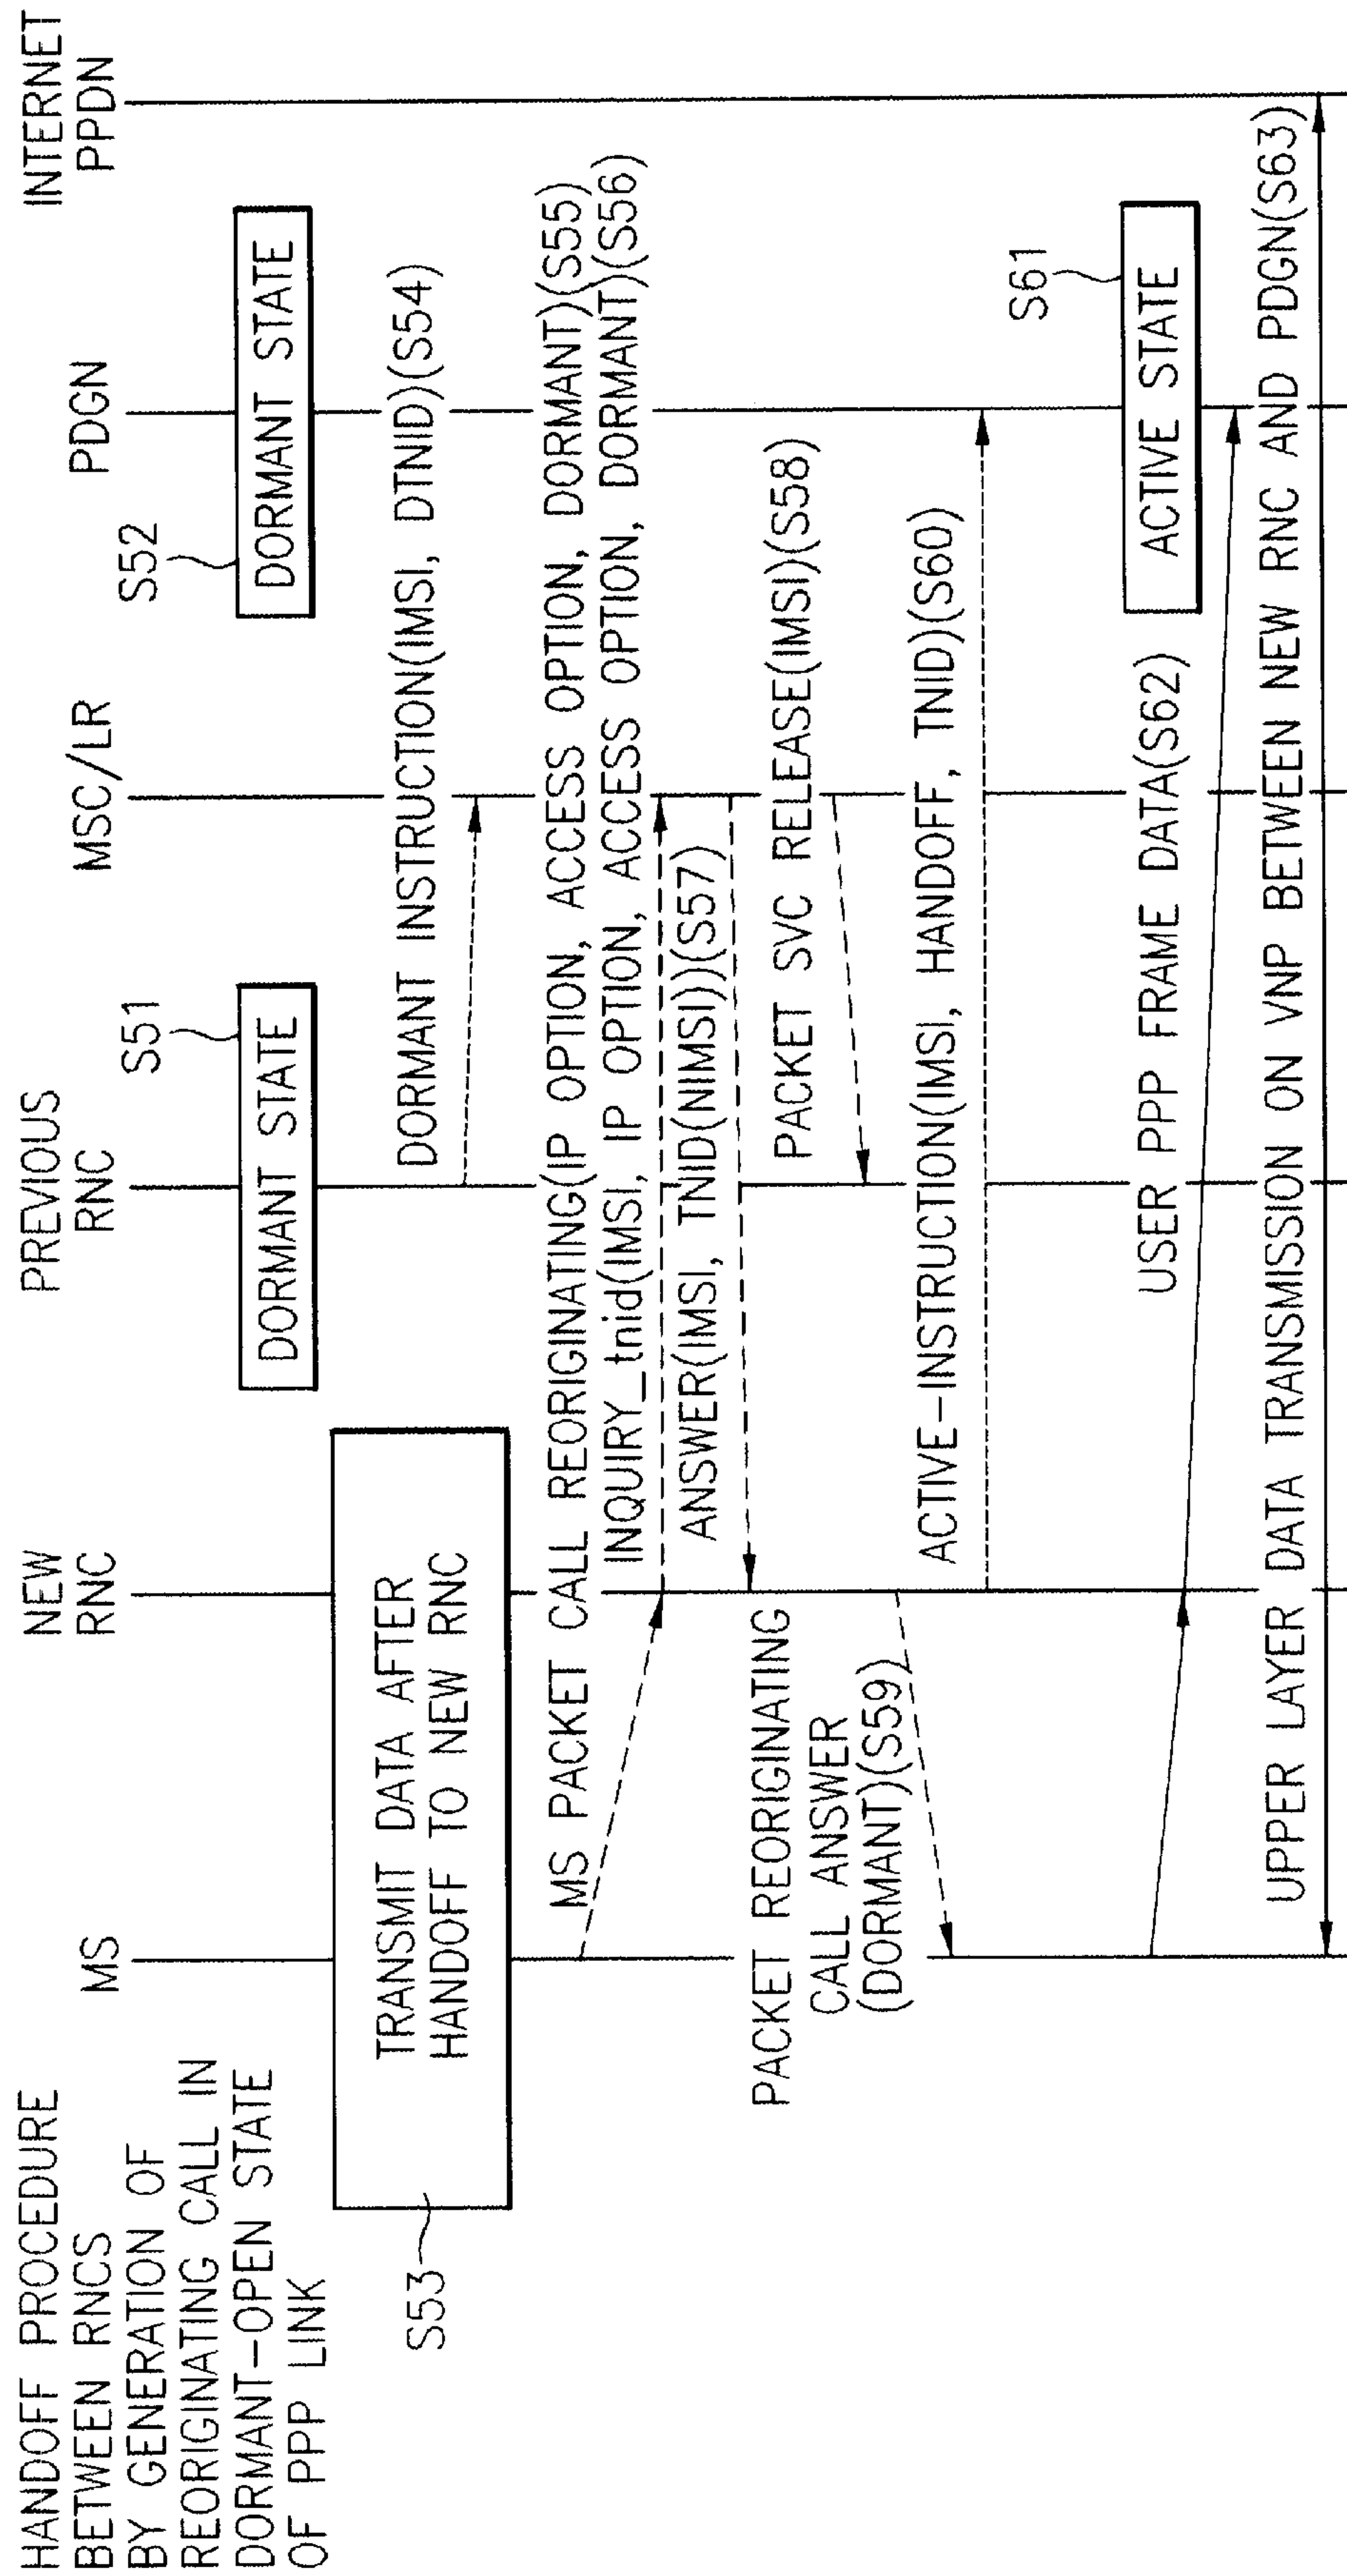 HANDOFF PROCEDURE
BETWEEN RNCS
BY GENERATION OF
REORIGINATING CALL IN
DORMANT-OPEN STATE
OF PPP LINK
MS
NEW
RNC
PREVIOUS
RNC
MSC/LR
PDGN
INTERNET
PPDN
S51
DORMANT STATE
S52
DORMANT STATE
S53
TRANSMIT DATA AFTER
HANDOFF TO NEW RNC
DORMANT INSTRUCTION(IMSI, DTNID)(S54)
MS PACKET CALL REORIGINATING(IP OPTION, ACCESS OPTION, DORMANT)(S55)
INQUIRY_tnid(IMSI, IP OPTION, ACCESS OPTION, DORMANT)(S56)
ANSWER(IMSI, TNID(NIMSI))(S57)
PACKET SVC RELEASE(IMSI)(S58)
PACKET REORIGINATING
CALL ANSWER
(DORMANT)(S59)
ACTIVE-INSTRUCTION(IMSI, HANDOFF, TNID)(S60)
S61
ACTIVE STATE
USER PPP FRAME DATA(S62)
UPPER LAYER DATA TRANSMISSION ON VNP BETWEEN NEW RNC AND PDGN(S63)